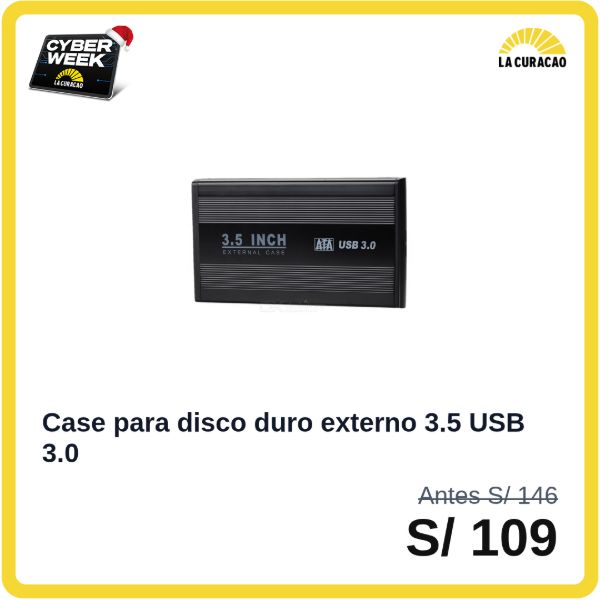 CYBER
WEEK
LA CURACAO
LA CURACAO
3.5 INCH
EXTERNAL CASE
SATA USB 3.0
Case para disco duro externo 3.5 USB
3.0
Antes S/ 146
S/ 109